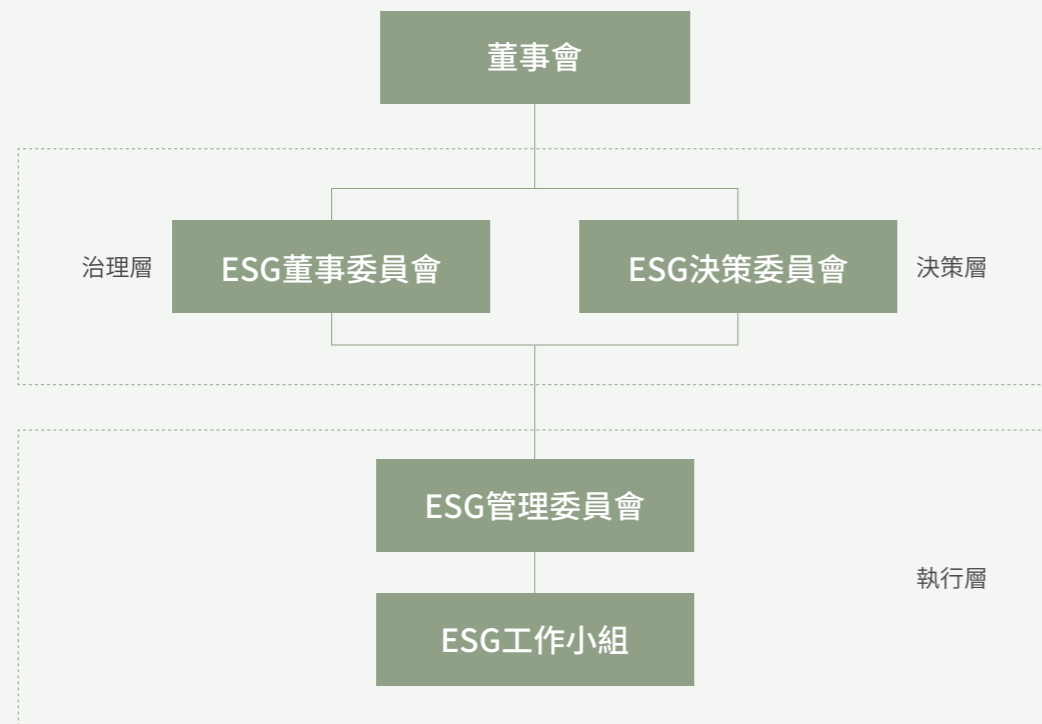 董事會
治理層
ESG董事委員會
ESG決策委員會
決策層
ESG管理委員會
執行層
ESG工作小組